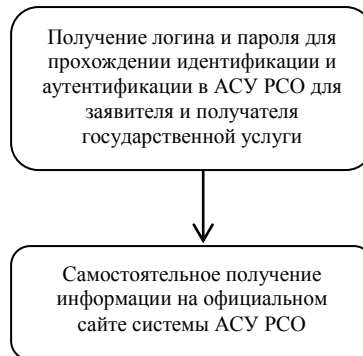 Получение логина и пароля для
прохождении идентификации и
аутентификации в АСУ РСО для
заявителя и получателя
государственной услуги
Самостоятельное получение
информации на официальном
сайте системы АСУ РСО